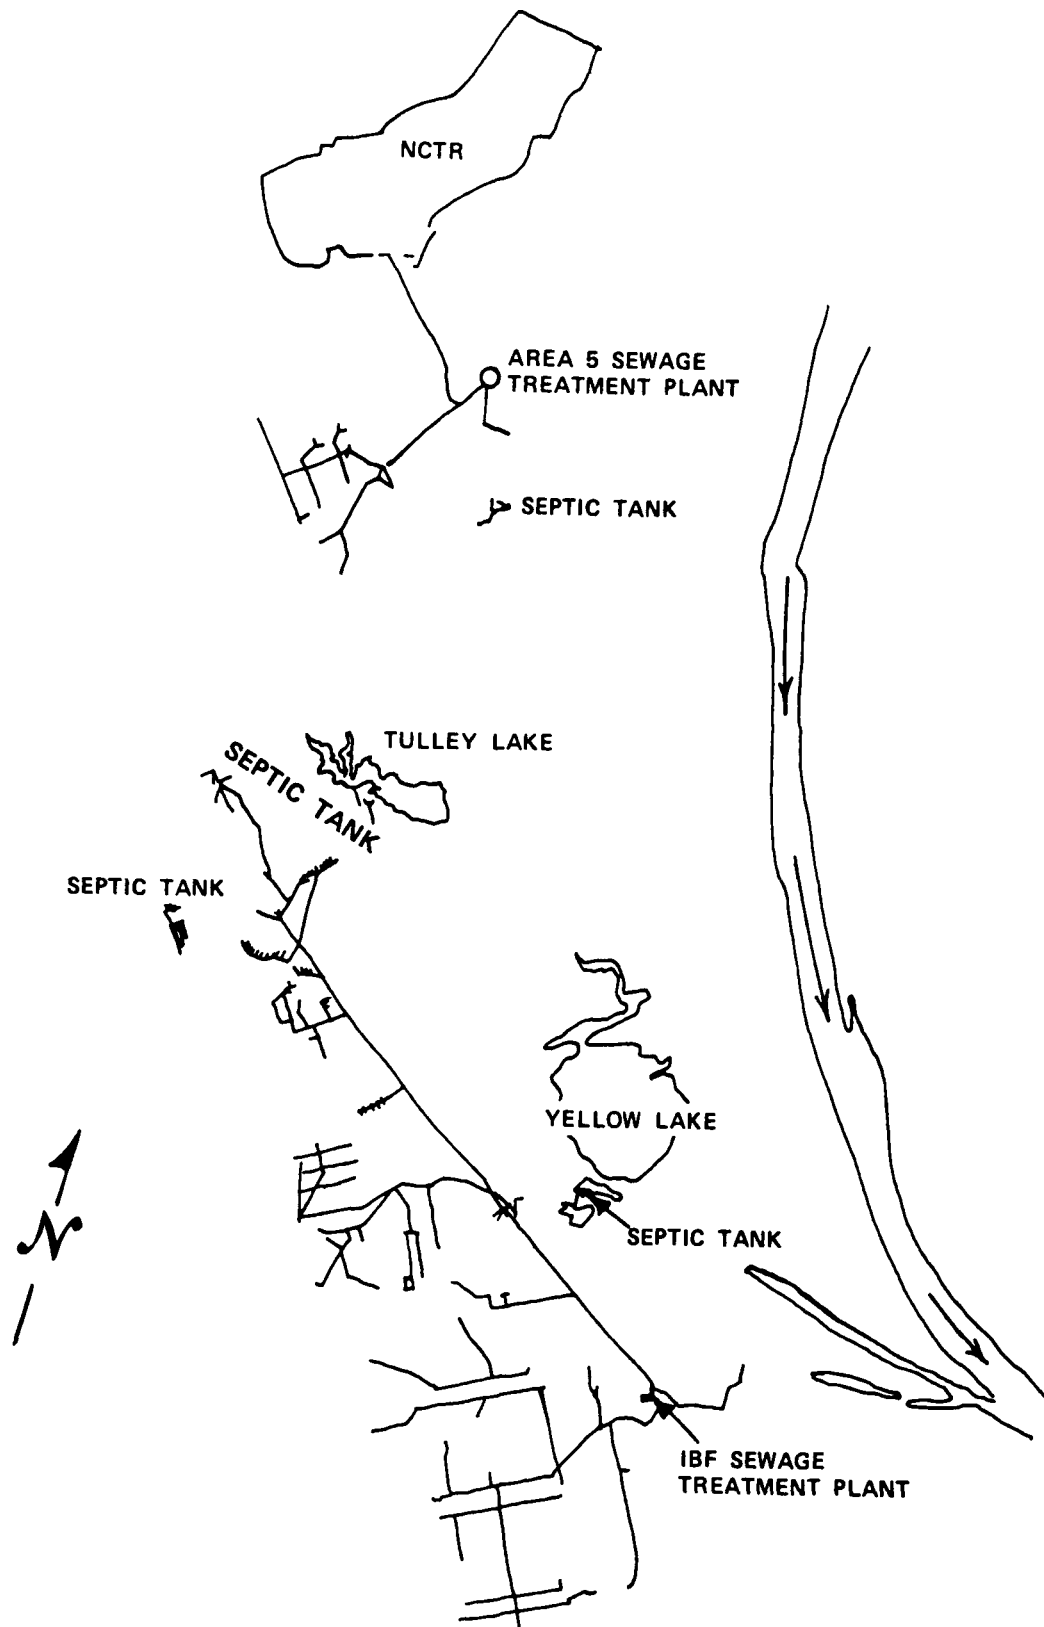 NCTR
AREA 5 SEWAGE
TREATMENT PLANT
SEPTIC TANK
TULLEY LAKE
SEPTIC TANK
SEPTIC TANK
YELLOW LAKE
SEPTIC TANK
N
IBF SEWAGE
TREATMENT PLANT